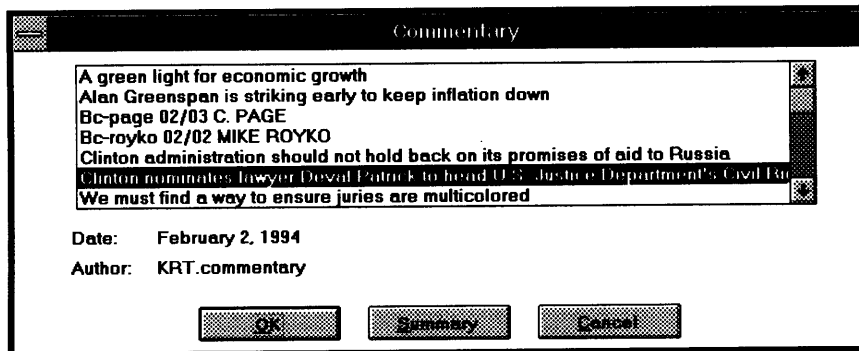 Commentary
A green light for economic growth
Alan Greenspan is striking early to keep inflation down
Bc-page 02/03 C. PAGE
Bc-royko 02/02 MIKE ROYKO
Clinton administration should not hold back on its promises of aid to Russia
Clinton nominates lawyer Deval Patrick to head U.S. Justice Department's Civil Ri
We must find a way to ensure juries are multicolored
Date: February 2, 1994
Author: KRT.commentary
OK Summary Cancel